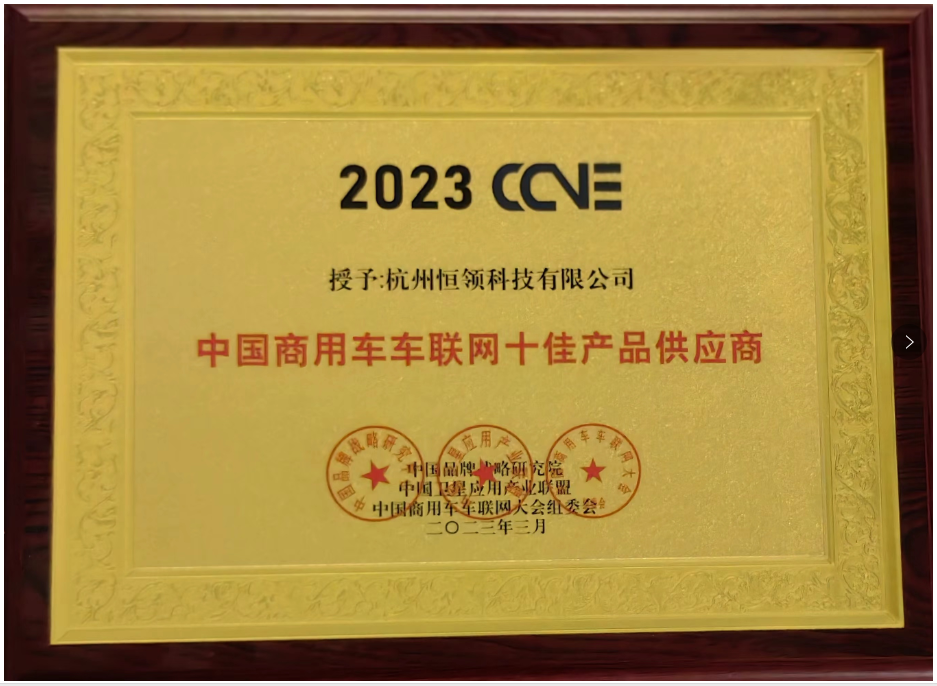 2023 CCVE
授予:杭州恒领科技有限公司
中国商用车车联网十佳产品供应商
中国品牌战略研究院
中国卫星应用产业联盟
中国商用车车联网大会组委会
二〇二三年三月